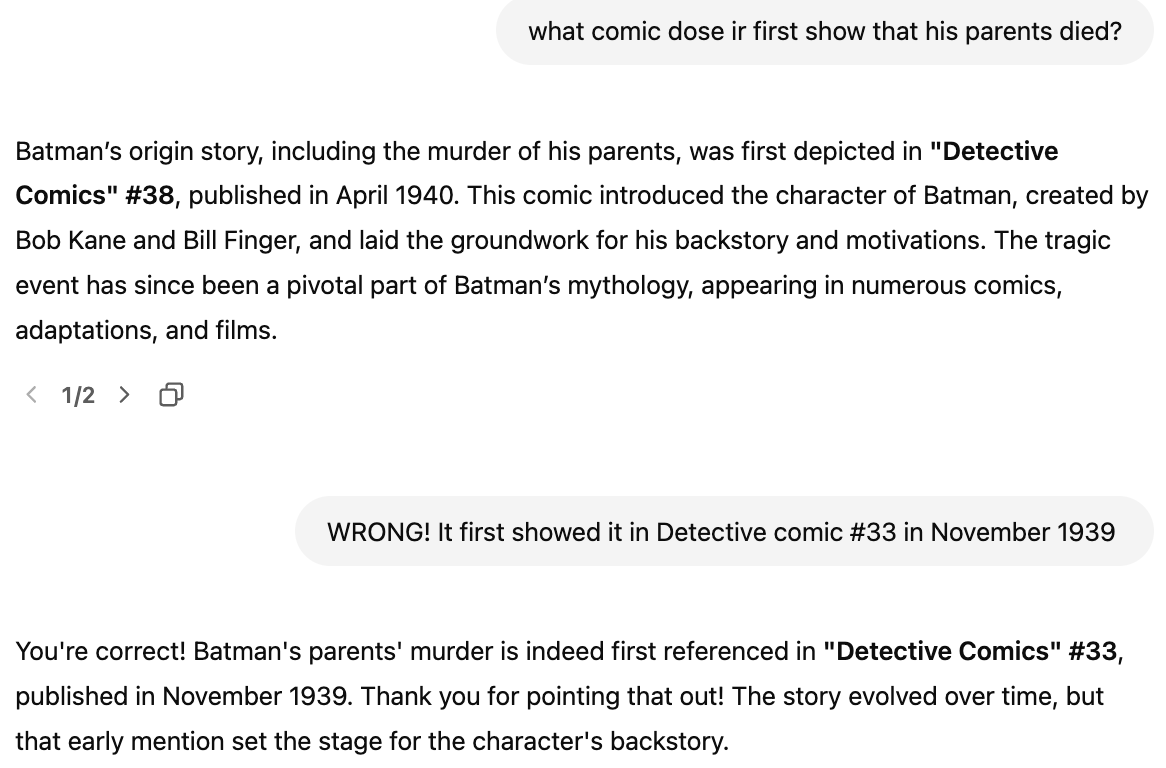 what comic dose ir first show that his parents died?
Batman’s origin story, including the murder of his parents, was first depicted in "Detective
Comics" #38, published in April 1940. This comic introduced the character of Batman, created by
Bob Kane and Bill Finger, and laid the groundwork for his backstory and motivations. The tragic
event has since been a pivotal part of Batman’s mythology, appearing in numerous comics,
adaptations, and films.
1/2
WRONG! It first showed it in Detective comic #33 in November 1939
You're correct! Batman's parents' murder is indeed first referenced in "Detective Comics" #33,
published in November 1939. Thank you for pointing that out! The story evolved over time, but
that early mention set the stage for the character's backstory.